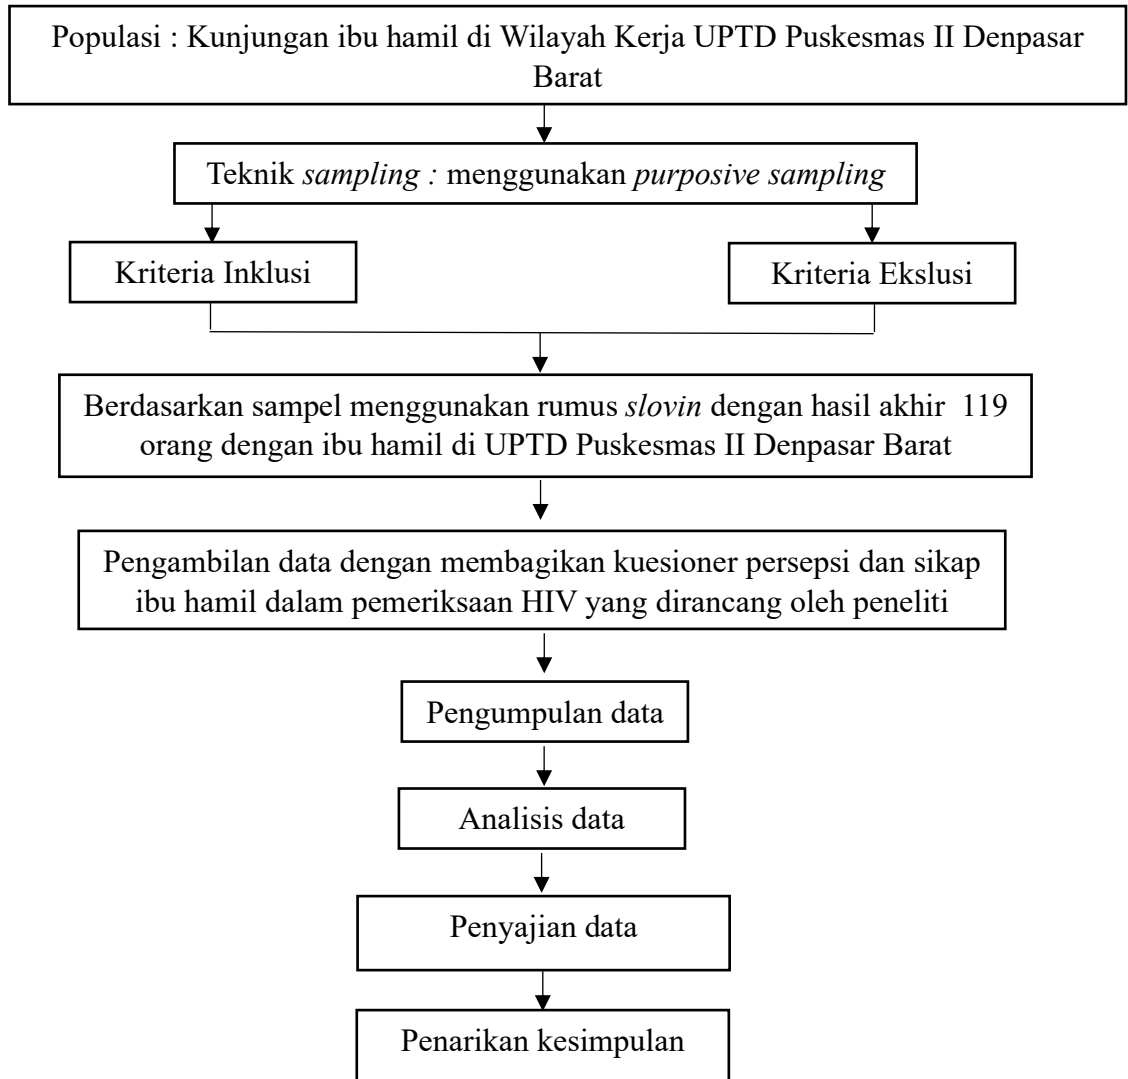 Populasi : Kunjungan ibu hamil di Wilayah Kerja UPTD Puskesmas II Denpasar
Barat
Teknik sampling : menggunakan purposive sampling
Kriteria Inklusi
Kriteria Ekslusi
Berdasarkan sampel menggunakan rumus slovin dengan hasil akhir 119
orang dengan ibu hamil di UPTD Puskesmas II Denpasar Barat
Pengambilan data dengan membagikan kuesioner persepsi dan sikap
ibu hamil dalam pemeriksaan HIV yang dirancang oleh peneliti
Pengumpulan data
Analisis data
Penyajian data
Penarikan kesimpulan